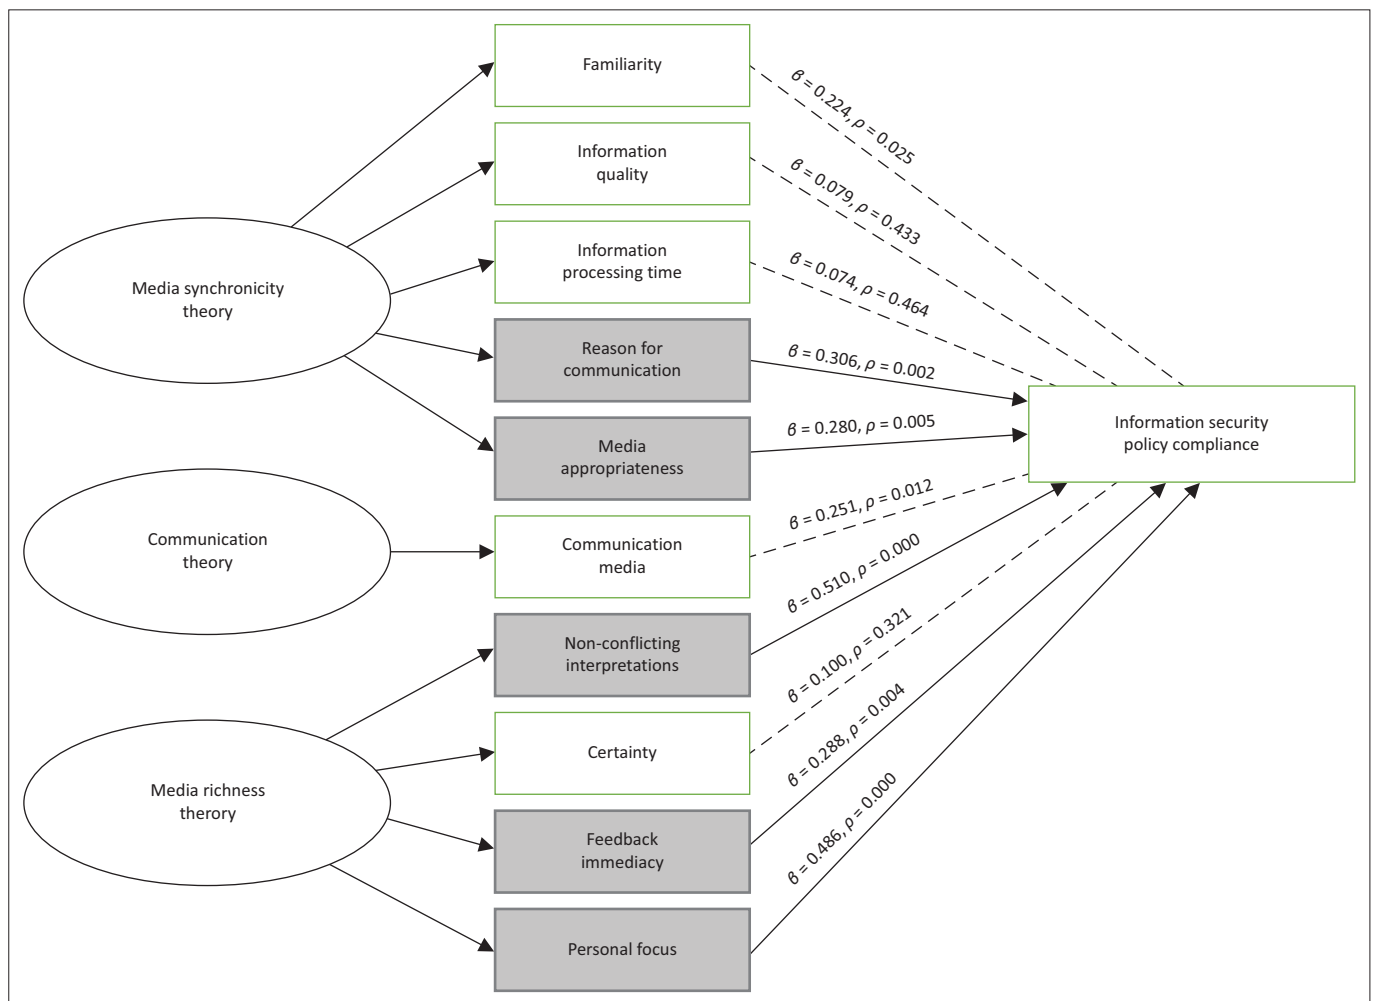 Familiarity
Information
quality
Information
processing time
Reason for
communication
Media
appropriateness
Communication
media
Non-conflicting
interpretations
Certainty
Feedback
immediacy
Personal focus
Media synchronicity
theory
Communication
theory
Media richness
therory
β = 0.224, ρ = 0.025
β = 0.079, ρ = 0.433
β = 0.074, ρ = 0.464
β = 0.306, ρ = 0.002
β = 0.280, ρ = 0.005
β = 0.251, ρ = 0.012
β = 0.510, ρ = 0.000
β = 0.100, ρ = 0.321
β = 0.288, ρ = 0.004
β = 0.486, ρ = 0.000
Information security
policy compliance